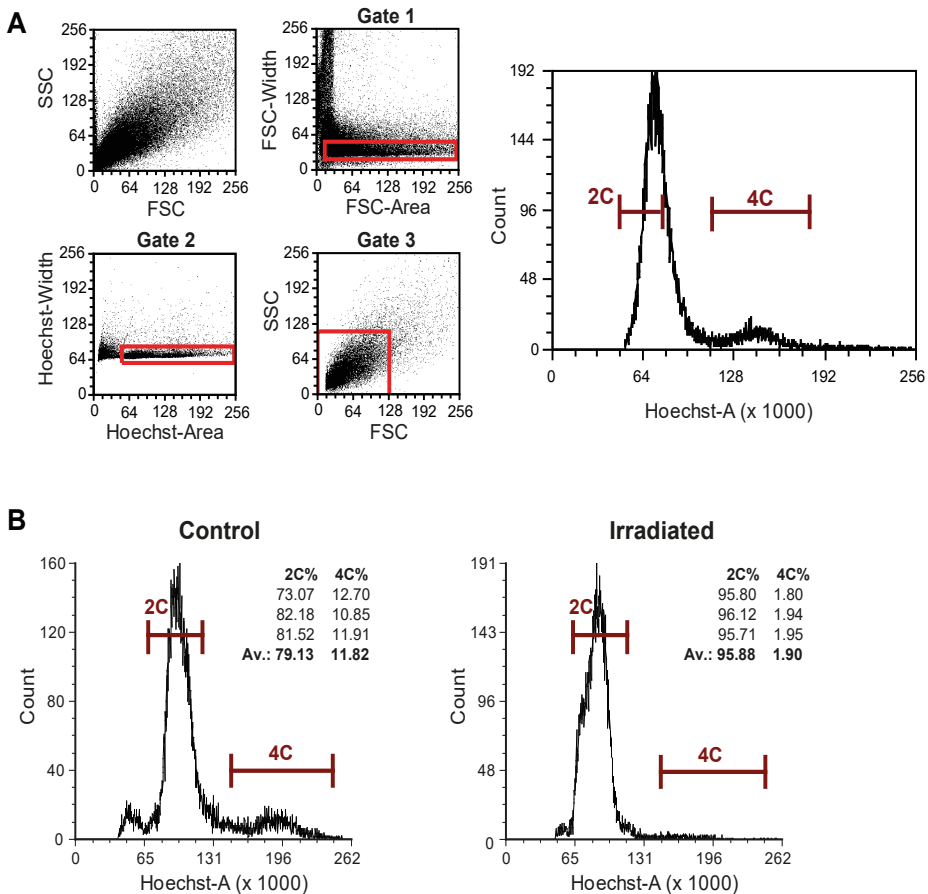 A
Gate 1
256
192
128
64
0
SSC
0 64 128 192 256
FSC
256
192
128
64
0
FSC-Width
0 64 128 192 256
FSC-Area
Gate 2
256
192
128
64
0
Hoechst-Width
0 64 128 192 256
Hoechst-Area
Gate 3
256
192
128
64
0
SSC
0 64 128 192 256
FSC
192
144
96
48
0
Count
2C
4C
0 64 128 192 256
Hoechst-A (x 1000)
B
Control
160
120
80
40
0
Count
2C
4C
2C% 4C%
73.07 12.70
82.18 10.85
81.52 11.91
Av.: 79.13 11.82
0 65 131 196 262
Hoechst-A (x 1000)
Irradiated
191
143
96
48
0
Count
2C
4C
2C% 4C%
95.80 1.80
96.12 1.94
95.71 1.95
Av.: 95.88 1.90
0 65 131 196 262
Hoechst-A (x 1000)